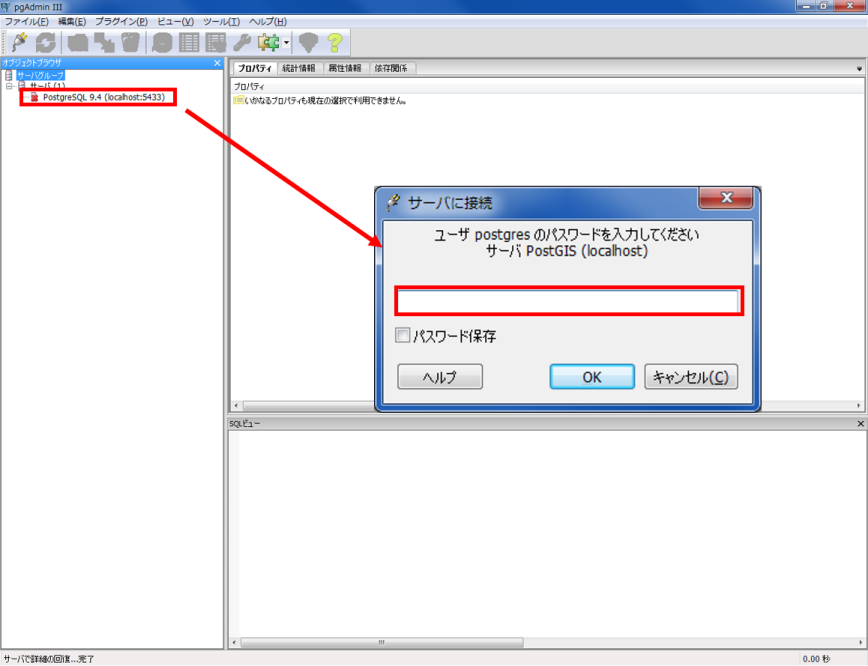 pgAdmin III
ファイル(F) 編集(E) プラグイン(P) ビュー(V) ツール(T) ヘルプ(H)
オブジェクトブラウザ
サーバグループ
サーバ (1)
PostgreSQL 9.4 (localhost:5433)
プロパティ 統計情報 属性情報 依存関係
プロパティ
いかなるプロパティも現在の選択で利用できません。
サーバに接続
ユーザ postgres のパスワードを入力してください
サーバ PostGIS (localhost)
パスワード保存
ヘルプ OK キャンセル(C)
SQLビュー
サーバで詳細の回復...完了 0.00 秒